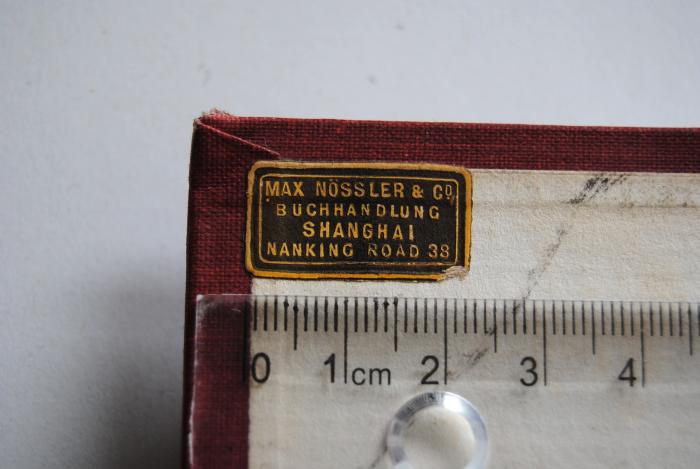 MAX NÖSSLER & CO.
BUCHHANDLUNG
SHANGHAI
NANKING ROAD 38
0 1 cm 2 3 4